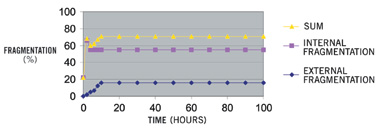 100
80
60
40
20
0
FRAGMENTATION
(%)
0 20 40 60 80 100
TIME (HOURS)
SUM
INTERNAL
FRAGMENTATION
EXTERNAL
FRAGMENTATION